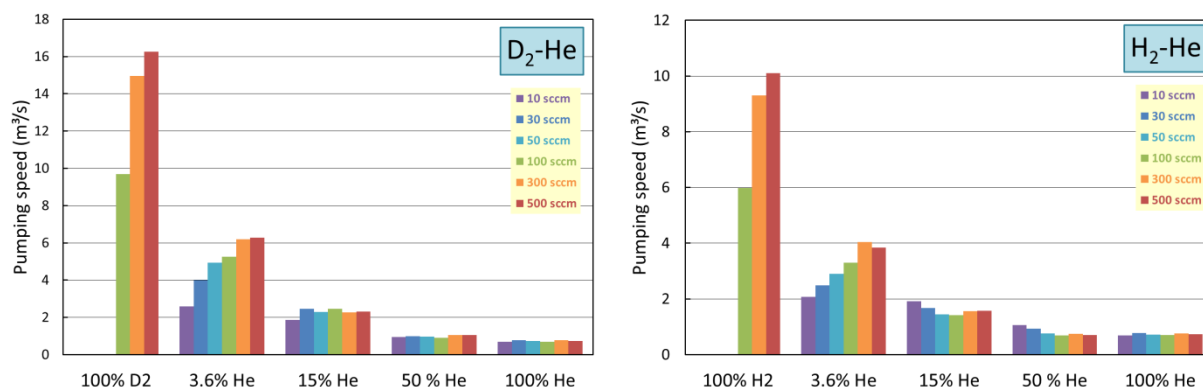 18
16
14
12
10
8
6
4
2
0
Pumping speed (m³/s)
D₂-He
10 sccm
30 sccm
50 sccm
100 sccm
300 sccm
500 sccm
100% D2 3.6% He 15% He 50 % He 100% He
12
10
8
6
4
2
0
Pumping speed (m³/s)
H₂-He
10 sccm
30 sccm
50 sccm
100 sccm
300 sccm
500 sccm
100% H2 3.6% He 15% He 50 % He 100% He